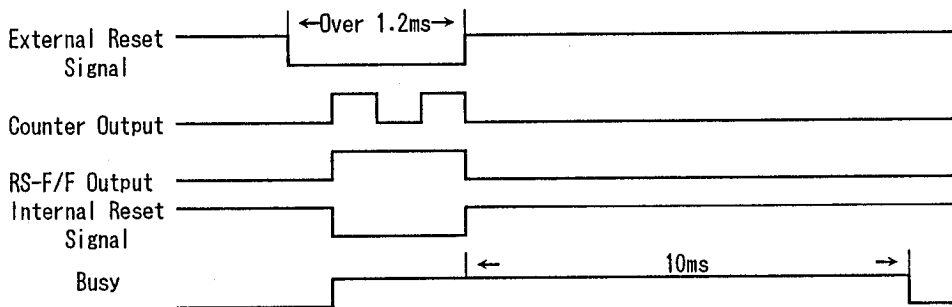 ←Over 1.2ms→
External Reset
Signal
Counter Output
RS-F/F Output
Internal Reset
Signal
Busy
← 10ms →